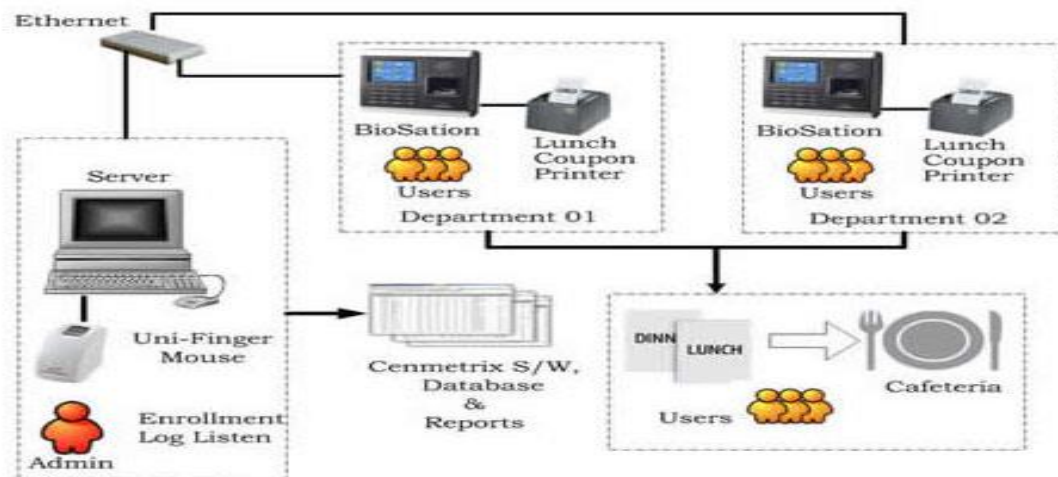 Ethernet
BioSation
Lunch
Coupon
Printer
Users
Department 01
BioSation
Lunch
Coupon
Printer
Users
Department 02
Server
Uni-Finger
Mouse
Enrollment
Log Listen
Admin
Cenmetrix S/W,
Database
&
Reports
DINN
LUNCH
Cafeteria
Users